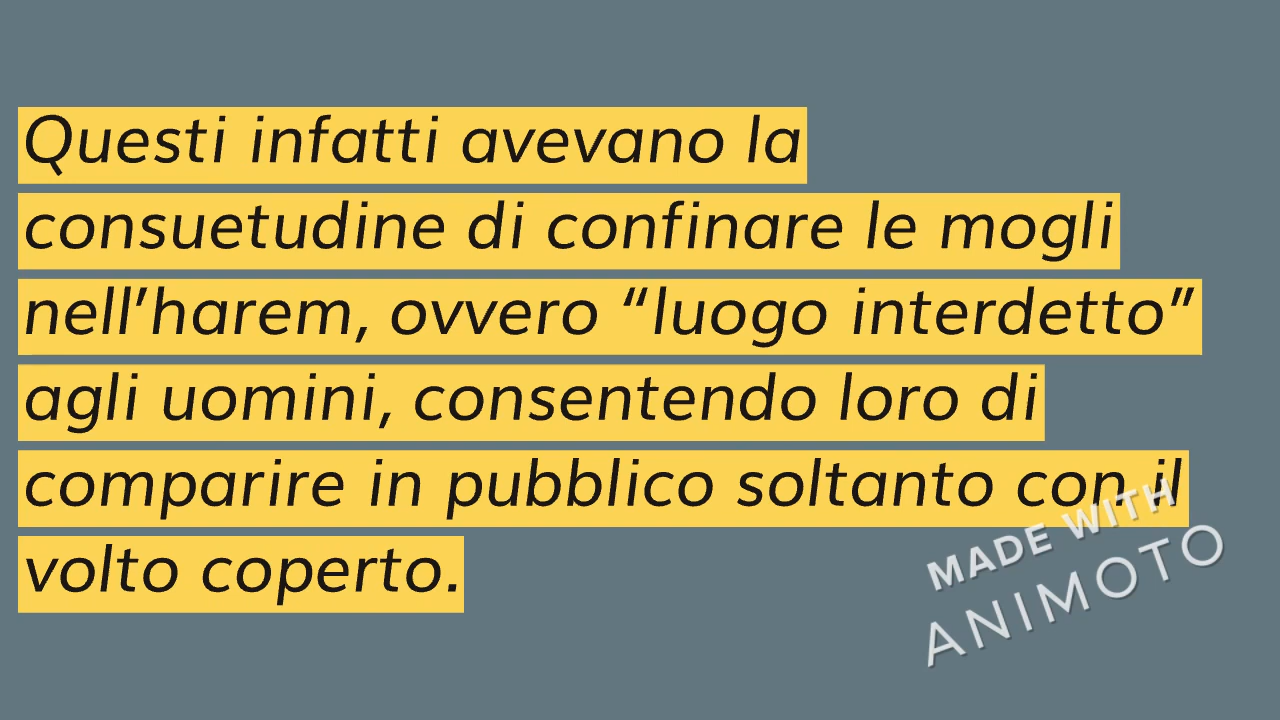 Questi infatti avevano la
consuetudine di confinare le mogli
nell’harem, ovvero “luogo interdetto”
agli uomini, consentendo loro di
comparire in pubblico soltanto con il
volto coperto.
MADE WITH
ANIMOTO